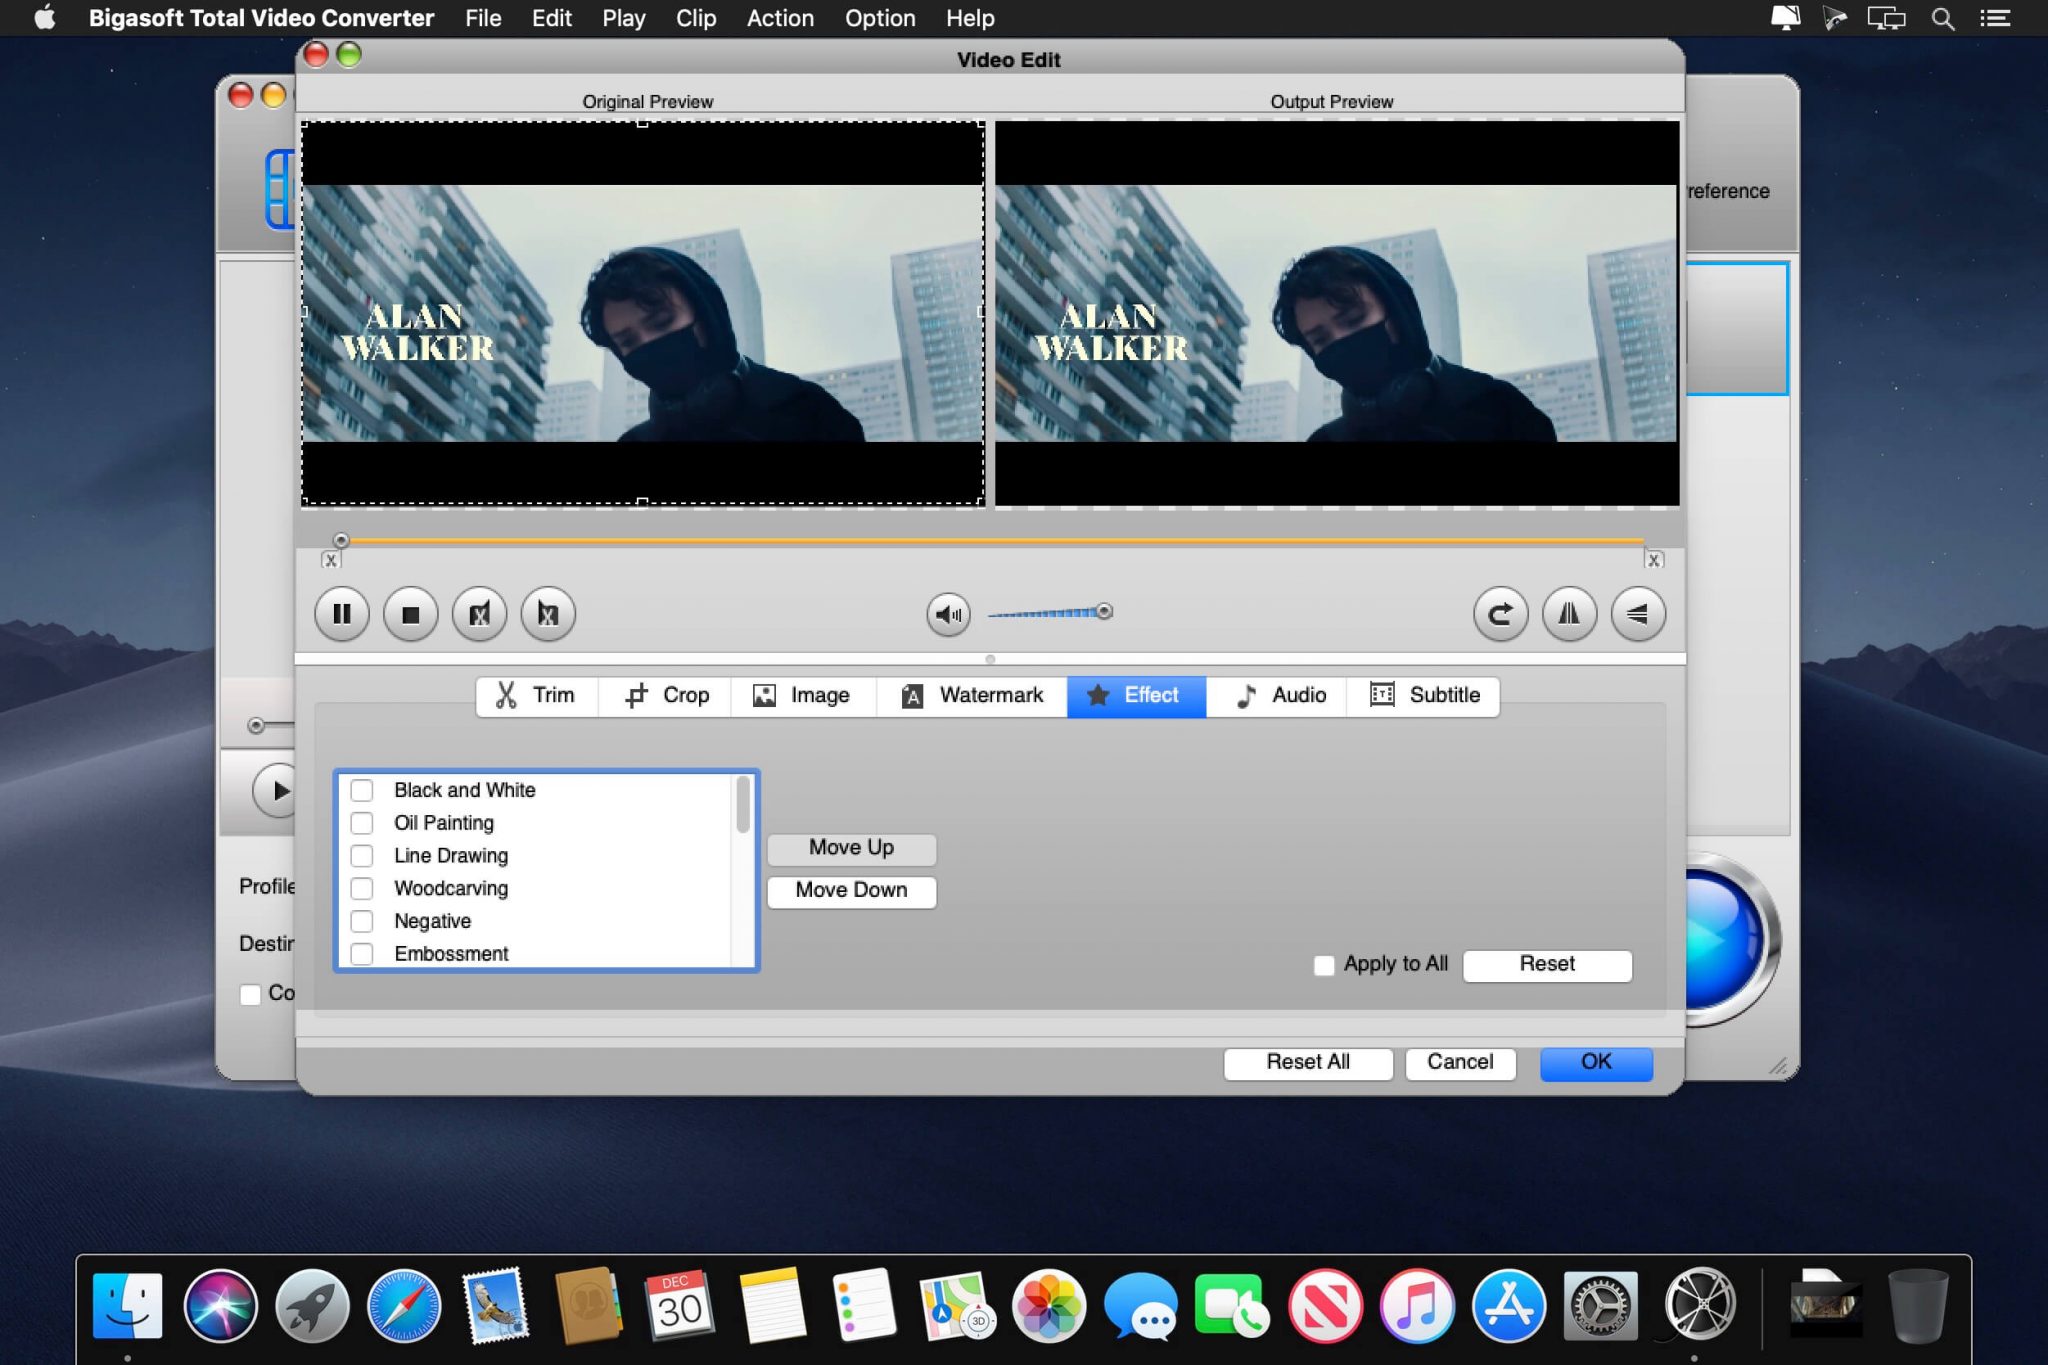 Bigasoft Total Video Converter File Edit Play Clip Action Option Help
Video Edit
Original Preview Output Preview
reference
ALAN
WALKER
ALAN
WALKER
Trim Crop Image Watermark Effect Audio Subtitle
Black and White
Oil Painting
Line Drawing
Woodcarving
Negative
Embossment
Move Up
Move Down
Profile
Destin
Co
Apply to All Reset
Reset All Cancel OK
DEC
30
3D